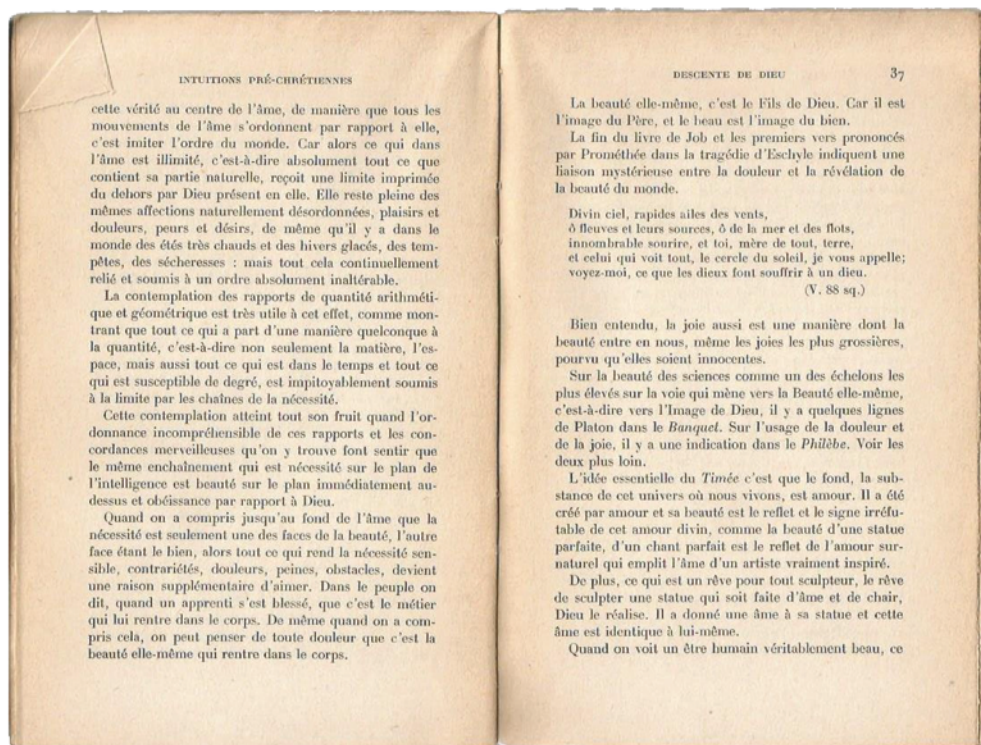 INTUITIONS PRÉ-CHRÉTIENNES
cette vérité au centre de l'âme, de manière que tous les
mouvements de l'âme s'ordonnent par rapport à elle,
c'est imiter l'ordre du monde. Car alors ce qui dans
l'âme est illimité, c'est-à-dire absolument tout ce que
contient sa partie naturelle, reçoit une limite imprimée
du dehors par Dieu présent en elle. Elle reste pleine des
mêmes affections naturellement désordonnées, plaisirs et
douleurs, peurs et désirs, de même qu'il y a dans le
monde des étés très chauds et des hivers glacés, des tem-
pêtes, des sécheresses : mais tout cela continuellement
relié et soumis à un ordre absolument inaltérable.
La contemplation des rapports de quantité arithméti-
que et géométrique est très utile à cet effet, comme mon-
trant que tout ce qui a part d'une manière quelconque à
la quantité, c'est-à-dire non seulement la matière, l'es-
pace, mais aussi tout ce qui est dans le temps et tout ce
qui est susceptible de degré, est impitoyablement soumis
à la limite par les chaînes de la nécessité.
Cette contemplation atteint tout son fruit quand l'or-
donnance incompréhensible de ces rapports et les con-
cordances merveilleuses qu'on y trouve font sentir que
le même enchaînement qui est nécessité sur le plan de
l'intelligence est beauté sur le plan immédiatement au-
dessus et obéissance par rapport à Dieu.
Quand on a compris jusqu'au fond de l'âme que la
nécessité est seulement une des faces de la beauté, l'autre
face étant le bien, alors tout ce qui rend la nécessité sen-
sible, contrariétés, douleurs, peines, obstacles, devient
une raison supplémentaire d'aimer. Dans le peuple on
dit, quand un apprenti s'est blessé, que c'est le métier
qui lui rentre dans le corps. De même quand on a com-
pris cela, on peut penser de toute douleur que c'est la
beauté elle-même qui rentre dans le corps.
DESCENTE DE DIEU 37
La beauté elle-même, c'est le Fils de Dieu. Car il est
l'image du Père, et le beau est l'image du bien.
La fin du livre de Job et les premiers vers prononcés
par Prométhée dans la tragédie d'Eschyle indiquent une
liaison mystérieuse entre la douleur et la révélation de
la beauté du monde.
Divin ciel, rapides ailes des vents,
ô fleuves et leurs sources, ô de la mer et des flots,
innombrable sourire, et toi, mère de tout, terre,
et celui qui voit tout, le cercle du soleil, je vous appelle;
voyez-moi, ce que les dieux font souffrir à un dieu.
(V. 88 sq.)
Bien entendu, la joie aussi est une manière dont la
beauté entre en nous, même les joies les plus grossières,
pourvu qu'elles soient innocentes.
Sur la beauté des sciences comme un des échelons les
plus élevés sur la voie qui mène vers la Beauté elle-même,
c'est-à-dire vers l'Image de Dieu, il y a quelques lignes
de Platon dans le Banquet. Sur l'usage de la douleur et
de la joie, il y a une indication dans le Philèbe. Voir les
deux plus loin.
L'idée essentielle du Timée c'est que le fond, la sub-
stance de cet univers où nous vivons, est amour. Il a été
créé par amour et sa beauté est le reflet et le signe irréfu-
table de cet amour divin, comme la beauté d'une statue
parfaite, d'un chant parfait est le reflet de l'amour sur-
naturel qui emplit l'âme d'un artiste vraiment inspiré.
De plus, ce qui est un rêve pour tout sculpteur, le rêve
de sculpter une statue qui soit faite d'âme et de chair,
Dieu le réalise. Il a donné une âme à sa statue et cette
âme est identique à lui-même.
Quand on voit un être humain véritablement beau, ce